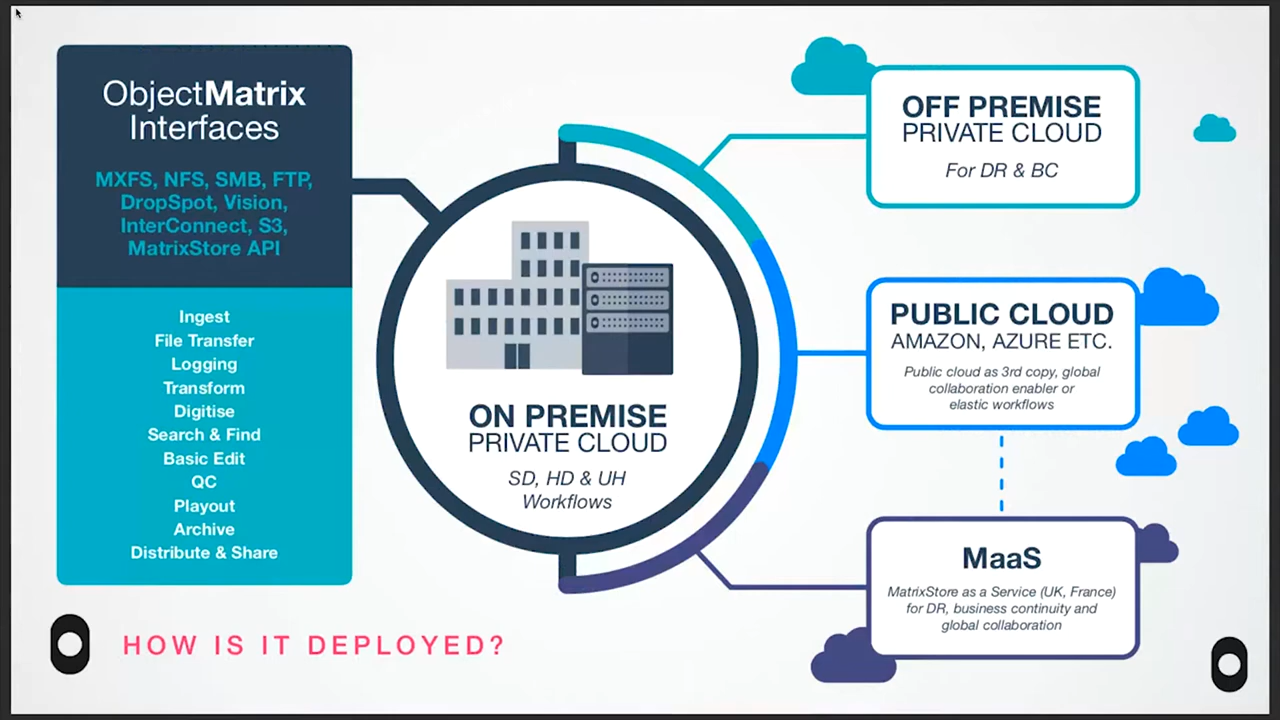 ObjectMatrix
Interfaces
MXFS, NFS, SMB, FTP,
DropSpot, Vision,
InterConnect, S3,
MatrixStore API
Ingest
File Transfer
Logging
Transform
Digitise
Search & Find
Basic Edit
QC
Playout
Archive
Distribute & Share
ON PREMISE
PRIVATE CLOUD
SD, HD & UH
Workflows
OFF PREMISE
PRIVATE CLOUD
For DR & BC
PUBLIC CLOUD
AMAZON, AZURE ETC.
Public cloud as 3rd copy, global
collaboration enabler or
elastic workflows
MaaS
MatrixStore as a Service (UK, France)
for DR, business continuity and
global collaboration
HOW IS IT DEPLOYED?